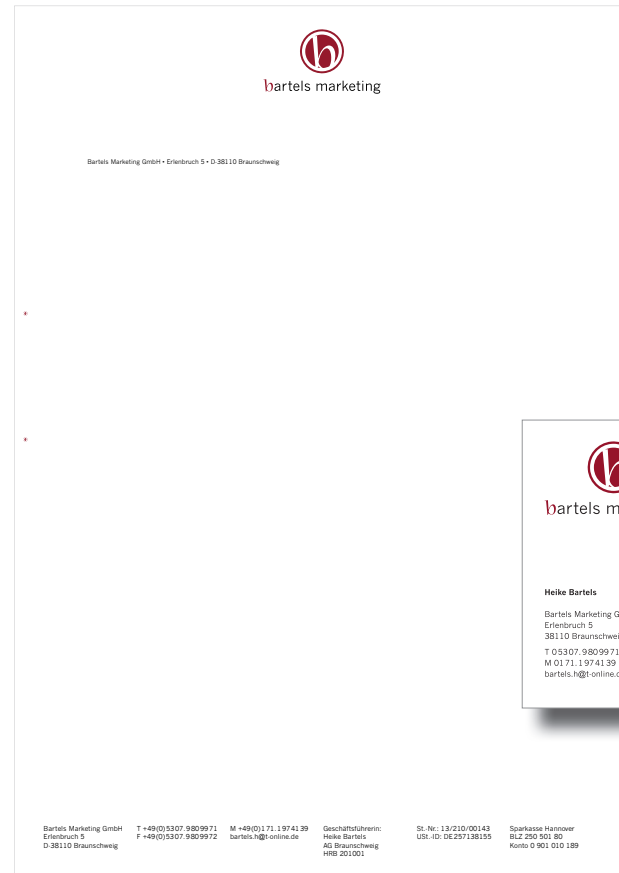 b
bartels marketing
Bartels Marketing GmbH • Erlenbruch 5 • D-38110 Braunschweig
b
bartels m
Heike Bartels
Bartels Marketing G
Erlenbruch 5
38110 Braunschwei
T 05307.9809971
M 0171.1974139
bartels.h@t-online.d
Bartels Marketing GmbH
Erlenbruch 5
D-38110 Braunschweig
T +49(0)5307.9809971
F +49(0)5307.9809972
M +49(0)171.1974139
bartels.h@t-online.de
Geschäftsführerin:
Heike Bartels
AG Braunschweig
HRB 201001
St.-Nr.: 13/210/00143
USt.-ID: DE257138155
Sparkasse Hannover
BLZ 250 501 80
Konto 0 901 010 189